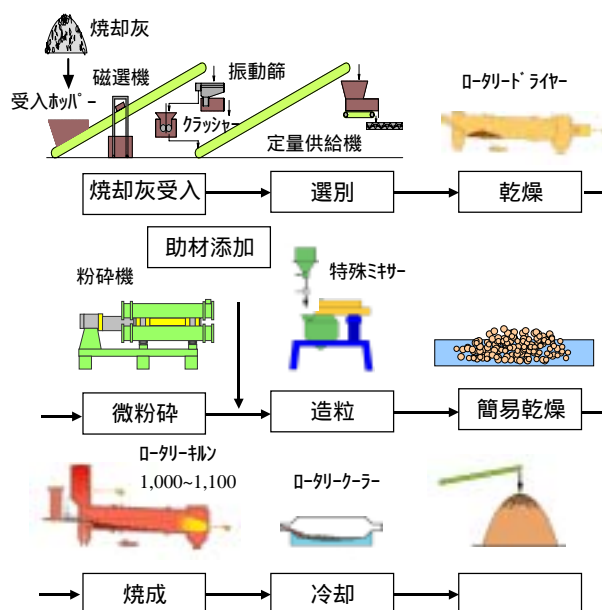 焼却灰
磁選機
振動篩
受入ﾎｯﾊﾟｰ
ｸﾗｯｼｬｰ
定量供給機
ﾛｰﾀﾘｰﾄﾞﾗｲﾔｰ
焼却灰受入
選別
乾燥
助材添加
粉砕機
特殊ﾐｷｻｰ
微粉砕
造粒
簡易乾燥
ﾛｰﾀﾘｰｷﾙﾝ
1,000~1,100
ﾛｰﾀﾘｰｸｰﾗｰ
焼成
冷却